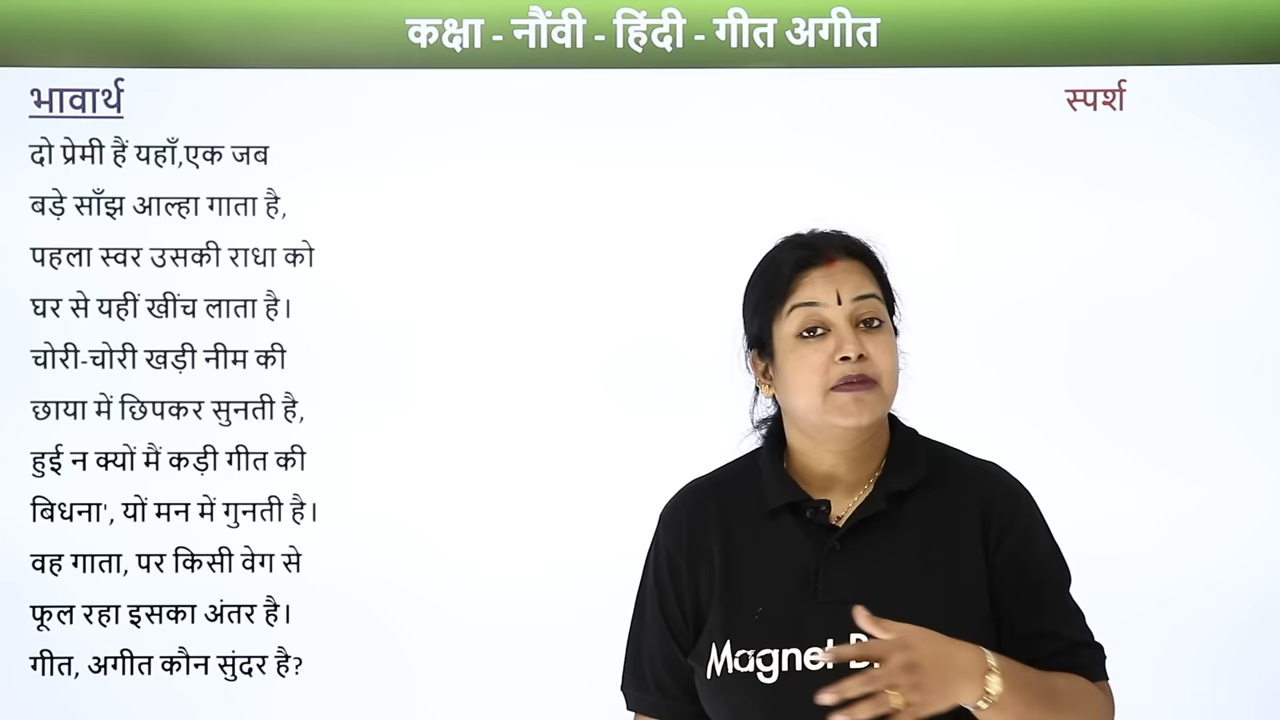 कक्षा - नौंवी - हिंदी - गीत अगीत
भावार्थ
स्पर्श
दो प्रेमी हैं यहाँ,एक जब
बड़े साँझ आल्हा गाता है,
पहला स्वर उसकी राधा को
घर से यहीं खींच लाता है।
चोरी-चोरी खड़ी नीम की
छाया में छिपकर सुनती है,
हुई न क्यों मैं कड़ी गीत की
बिधना', यों मन में गुनती है।
वह गाता, पर किसी वेग से
फूल रहा इसका अंतर है।
गीत, अगीत कौन सुंदर है?
Magnet